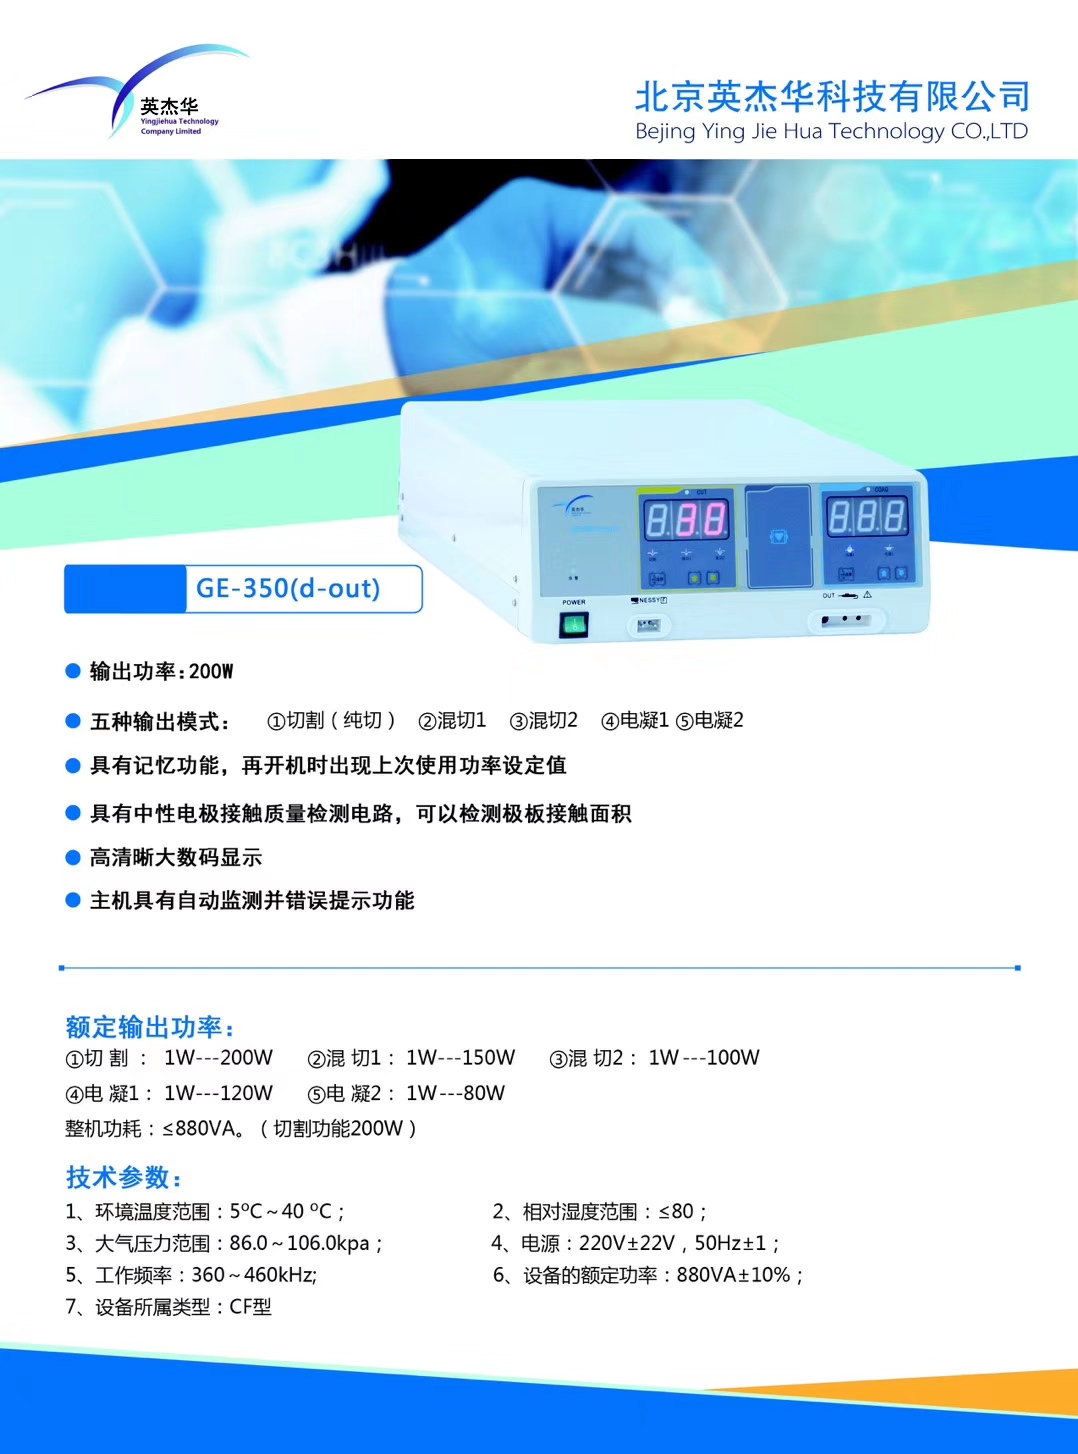 英杰华
Yingjiehua Technology
Company Limited
北京英杰华科技有限公司
Bejing Ying Jie Hua Technology CO.,LTD
英杰华
CUT
COAG
8 30
888
POWER
NESSY
OUT
GE-350(d-out)
输出功率:200W
五种输出模式: ①切割（纯切） ②混切1 ③混切2 ④电凝1 ⑤电凝2
具有记忆功能，再开机时出现上次使用功率设定值
具有中性电极接触质量检测电路，可以检测极板接触面积
高清晰大数码显示
主机具有自动监测并错误提示功能
额定输出功率:
①切 割 : 1W---200W ②混 切1: 1W---150W ③混 切2: 1W---100W
④电 凝1: 1W---120W ⑤电 凝2: 1W---80W
整机功耗:≤880VA。（切割功能200W）
技术参数:
1、环境温度范围:5℃～40 ℃; 2、相对湿度范围:≤80;
3、大气压力范围:86.0～106.0kpa; 4、电源:220V±22V，50Hz±1;
5、工作频率:360～460kHz; 6、设备的额定功率:880VA±10%;
7、设备所属类型:CF型